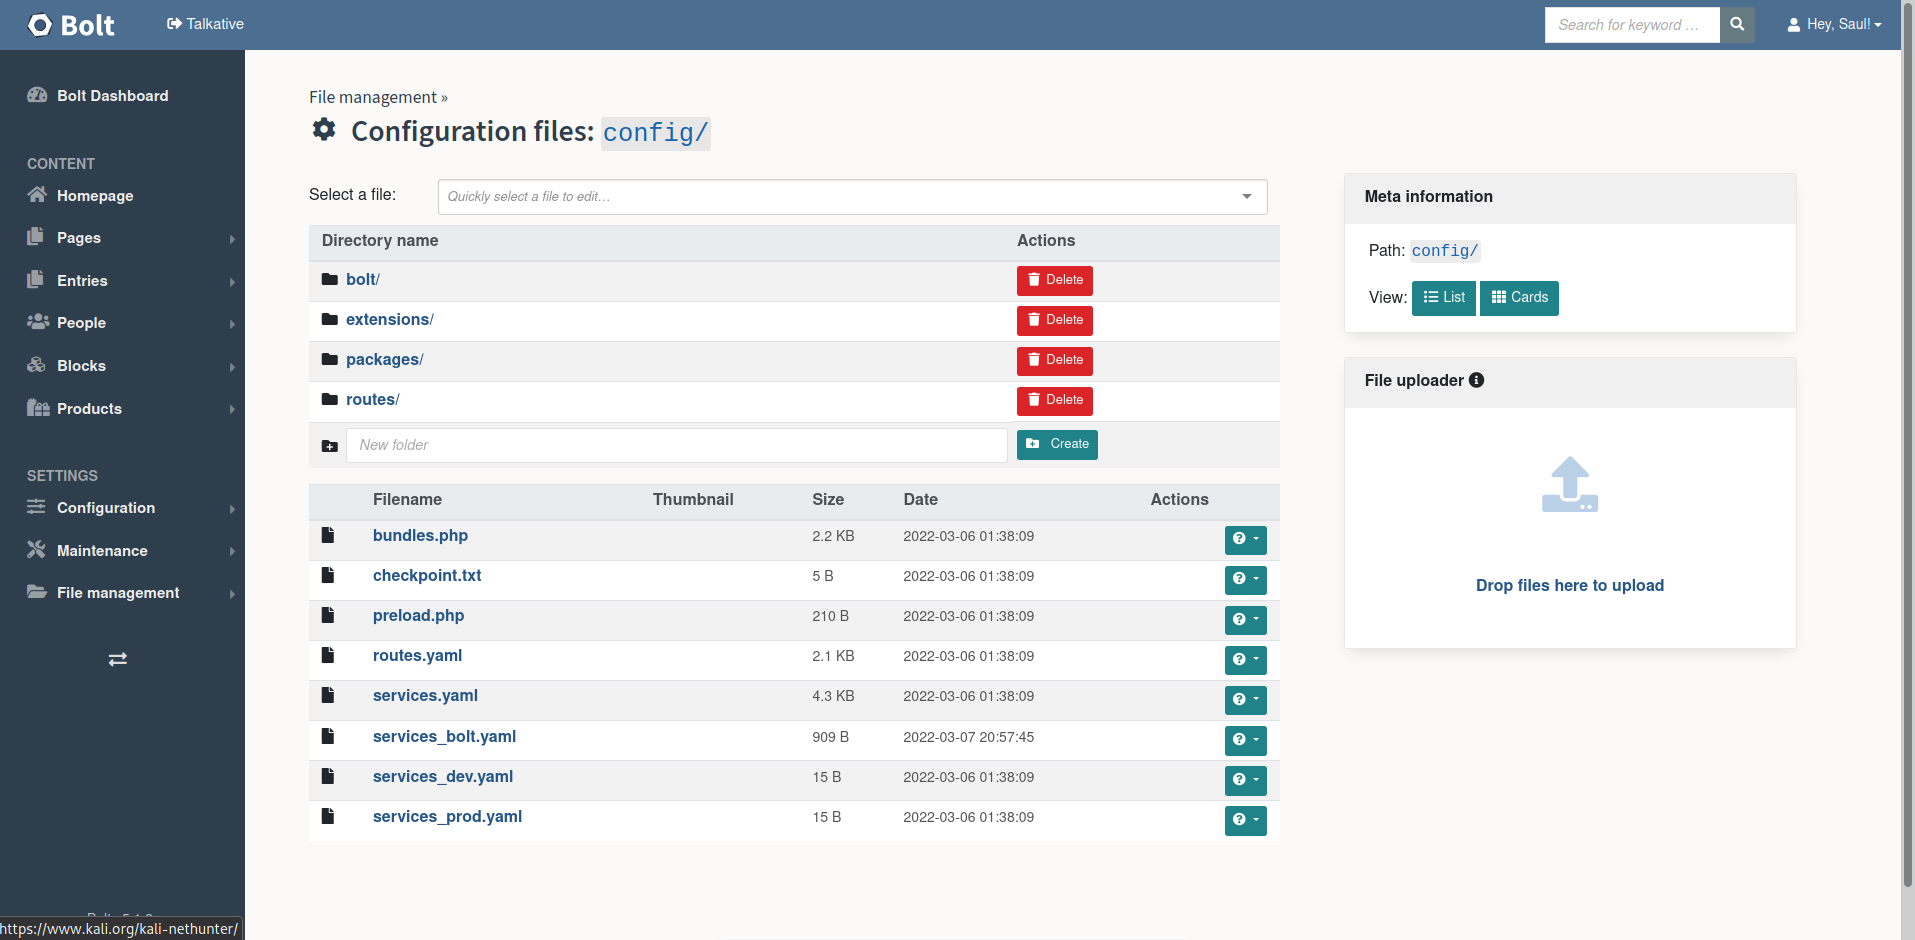 Bolt
Talkative
Search for keyword ...
Hey, Saul!
Bolt Dashboard
CONTENT
Homepage
Pages
Entries
People
Blocks
Products
SETTINGS
Configuration
Maintenance
File management
https://www.kali.org/kali-nethunter/
File management »
Configuration files: config/
Select a file:
Quickly select a file to edit…
Directory name Actions
bolt/ Delete
extensions/ Delete
packages/ Delete
routes/ Delete
New folder Create
Filename Thumbnail Size Date Actions
bundles.php 2.2 KB 2022-03-06 01:38:09
checkpoint.txt 5 B 2022-03-06 01:38:09
preload.php 210 B 2022-03-06 01:38:09
routes.yaml 2.1 KB 2022-03-06 01:38:09
services.yaml 4.3 KB 2022-03-06 01:38:09
services_bolt.yaml 909 B 2022-03-07 20:57:45
services_dev.yaml 15 B 2022-03-06 01:38:09
services_prod.yaml 15 B 2022-03-06 01:38:09
Meta information
Path: config/
View: List Cards
File uploader
Drop files here to upload